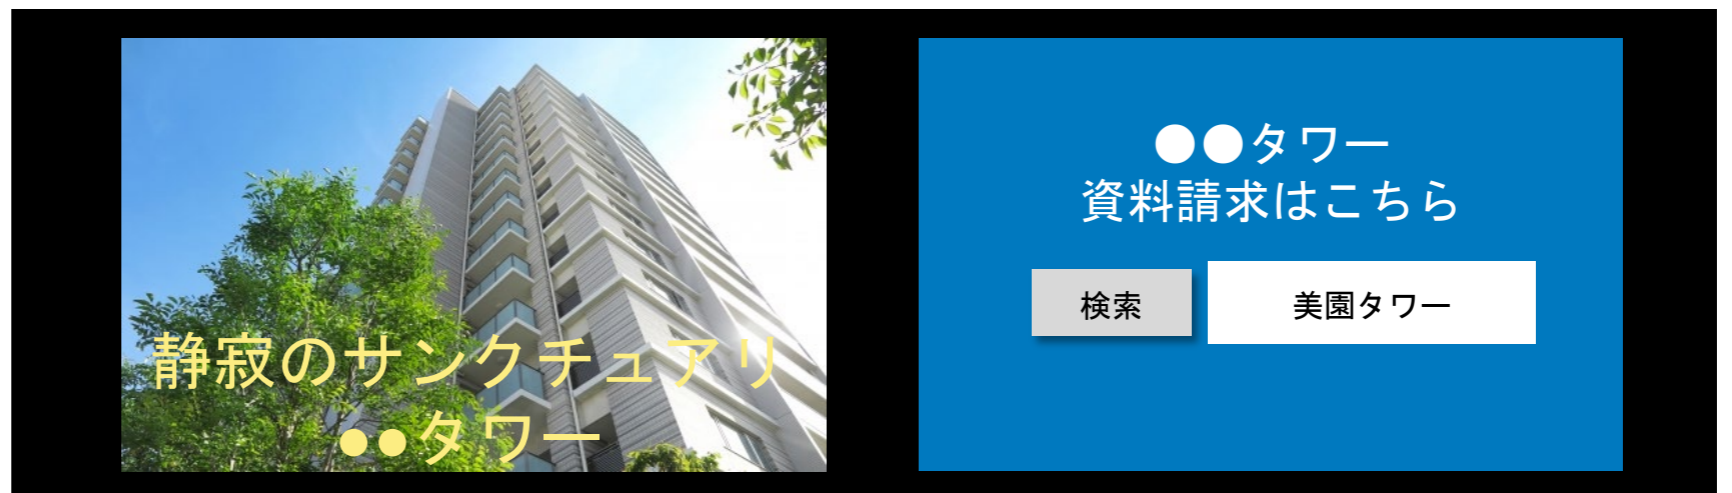 静寂のサンクチュアリ
●●タワー
●●タワー
資料請求はこちら
検索
美園タワー